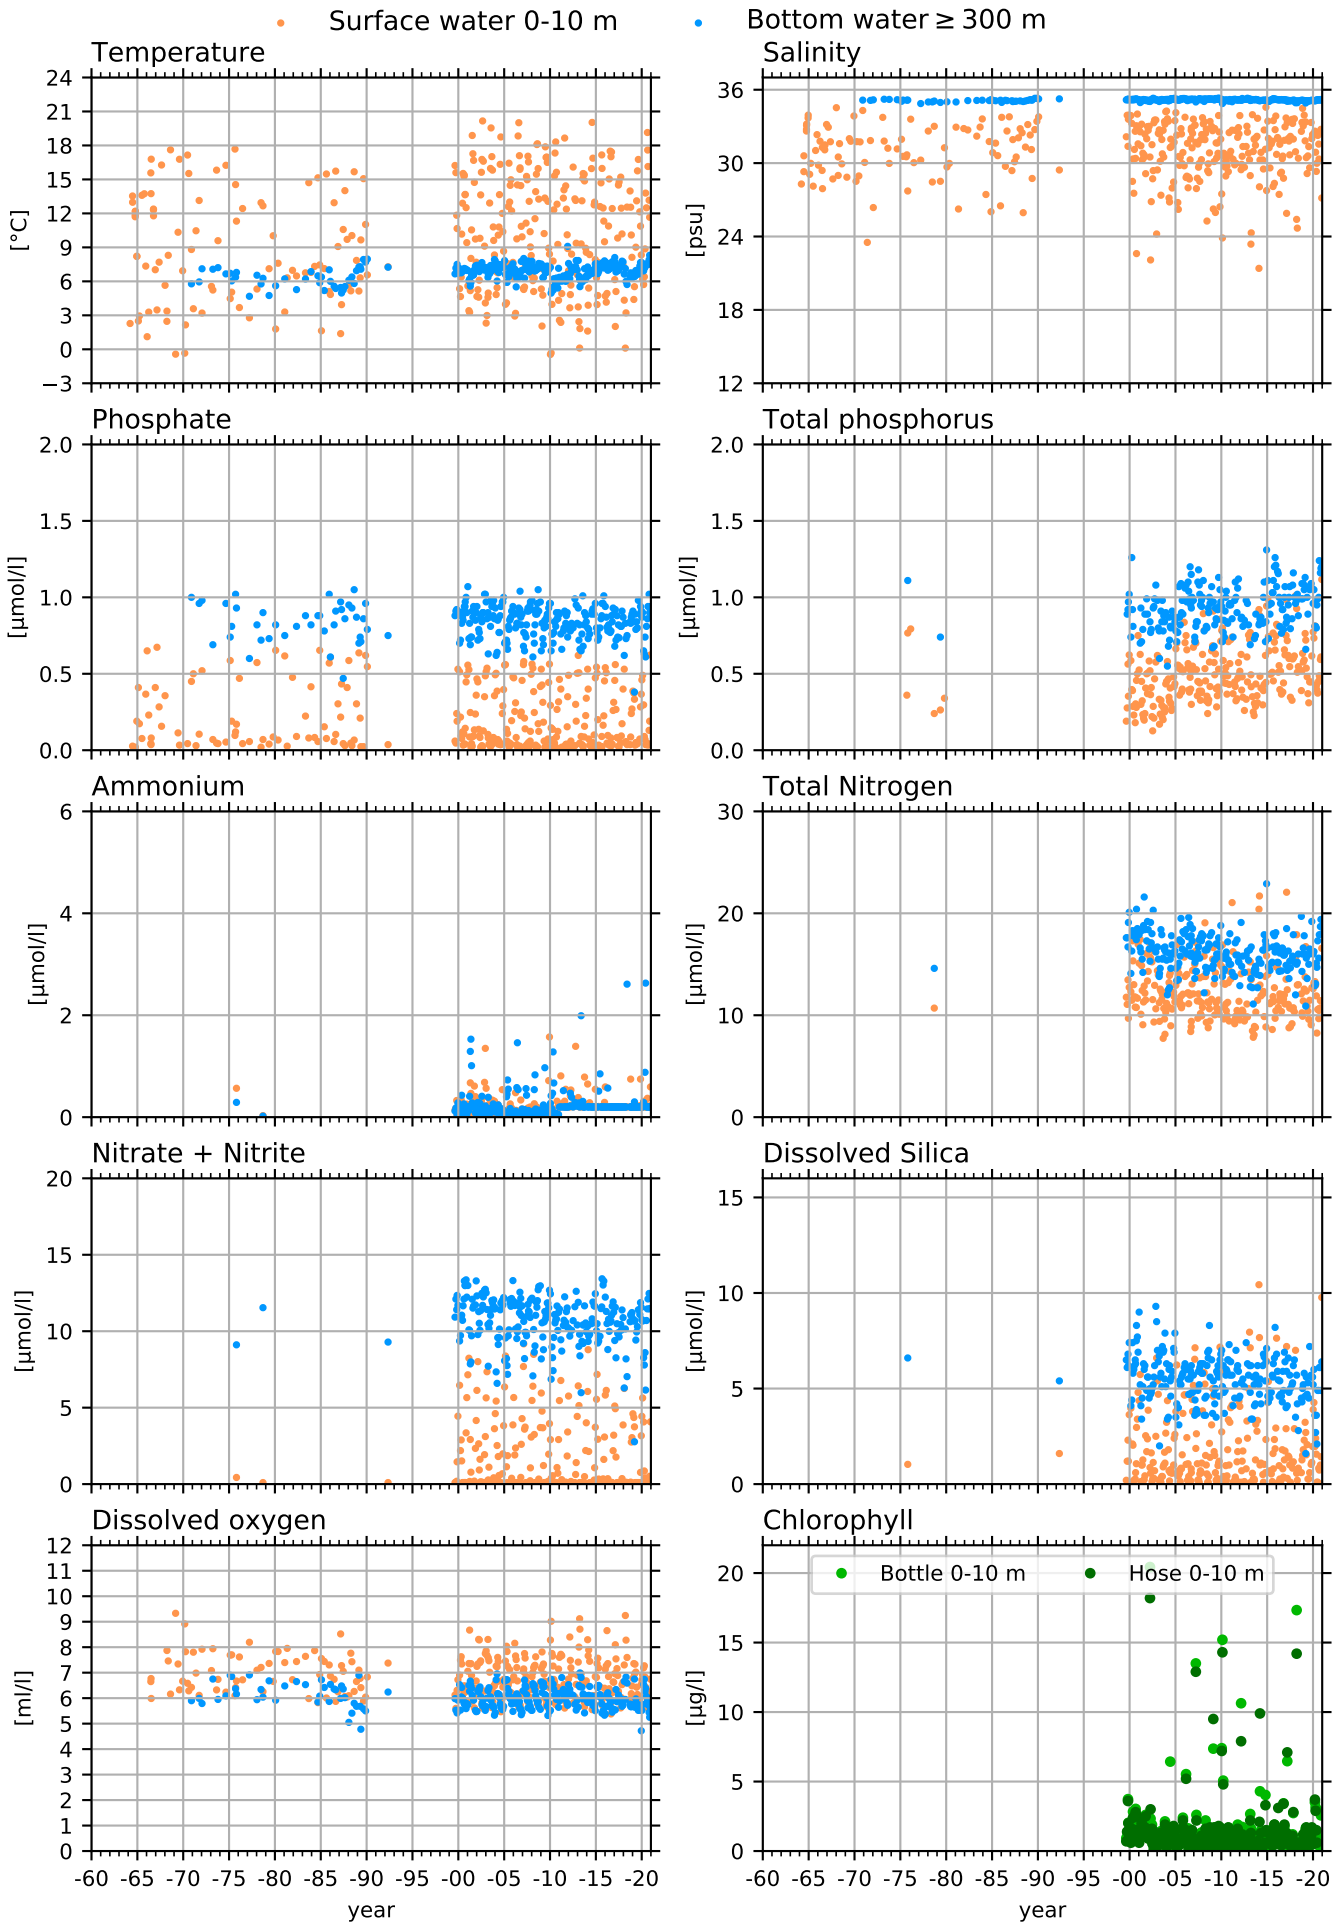 Surface water 0-10 m
Bottom water ≥ 300 m
Temperature
Salinity
24
21
18
15
12
9
6
3
0
−3
[°C]
36
30
24
18
12
[psu]
Phosphate
Total phosphorus
2.0
1.5
1.0
0.5
0.0
[µmol/l]
2.0
1.5
1.0
0.5
0.0
[µmol/l]
Ammonium
Total Nitrogen
6
4
2
0
[µmol/l]
30
20
10
0
[µmol/l]
Nitrate + Nitrite
Dissolved Silica
20
15
10
5
0
[µmol/l]
15
10
5
0
[µmol/l]
Dissolved oxygen
Chlorophyll
12
11
10
9
8
7
6
5
4
3
2
1
0
[ml/l]
Bottle 0-10 m
Hose 0-10 m
20
15
10
5
0
[µg/l]
-60 -65 -70 -75 -80 -85 -90 -95 -00 -05 -10 -15 -20
year
-60 -65 -70 -75 -80 -85 -90 -95 -00 -05 -10 -15 -20
year